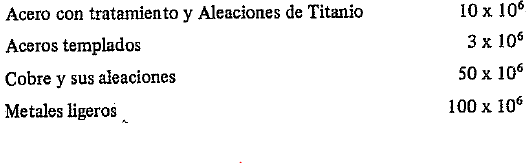 Acero con tratamiento y Aleaciones de Titanio 10 x 10⁶
Aceros templados 3 x 10⁶
Cobre y sus aleaciones 50 x 10⁶
Metales ligeros 100 x 10⁶